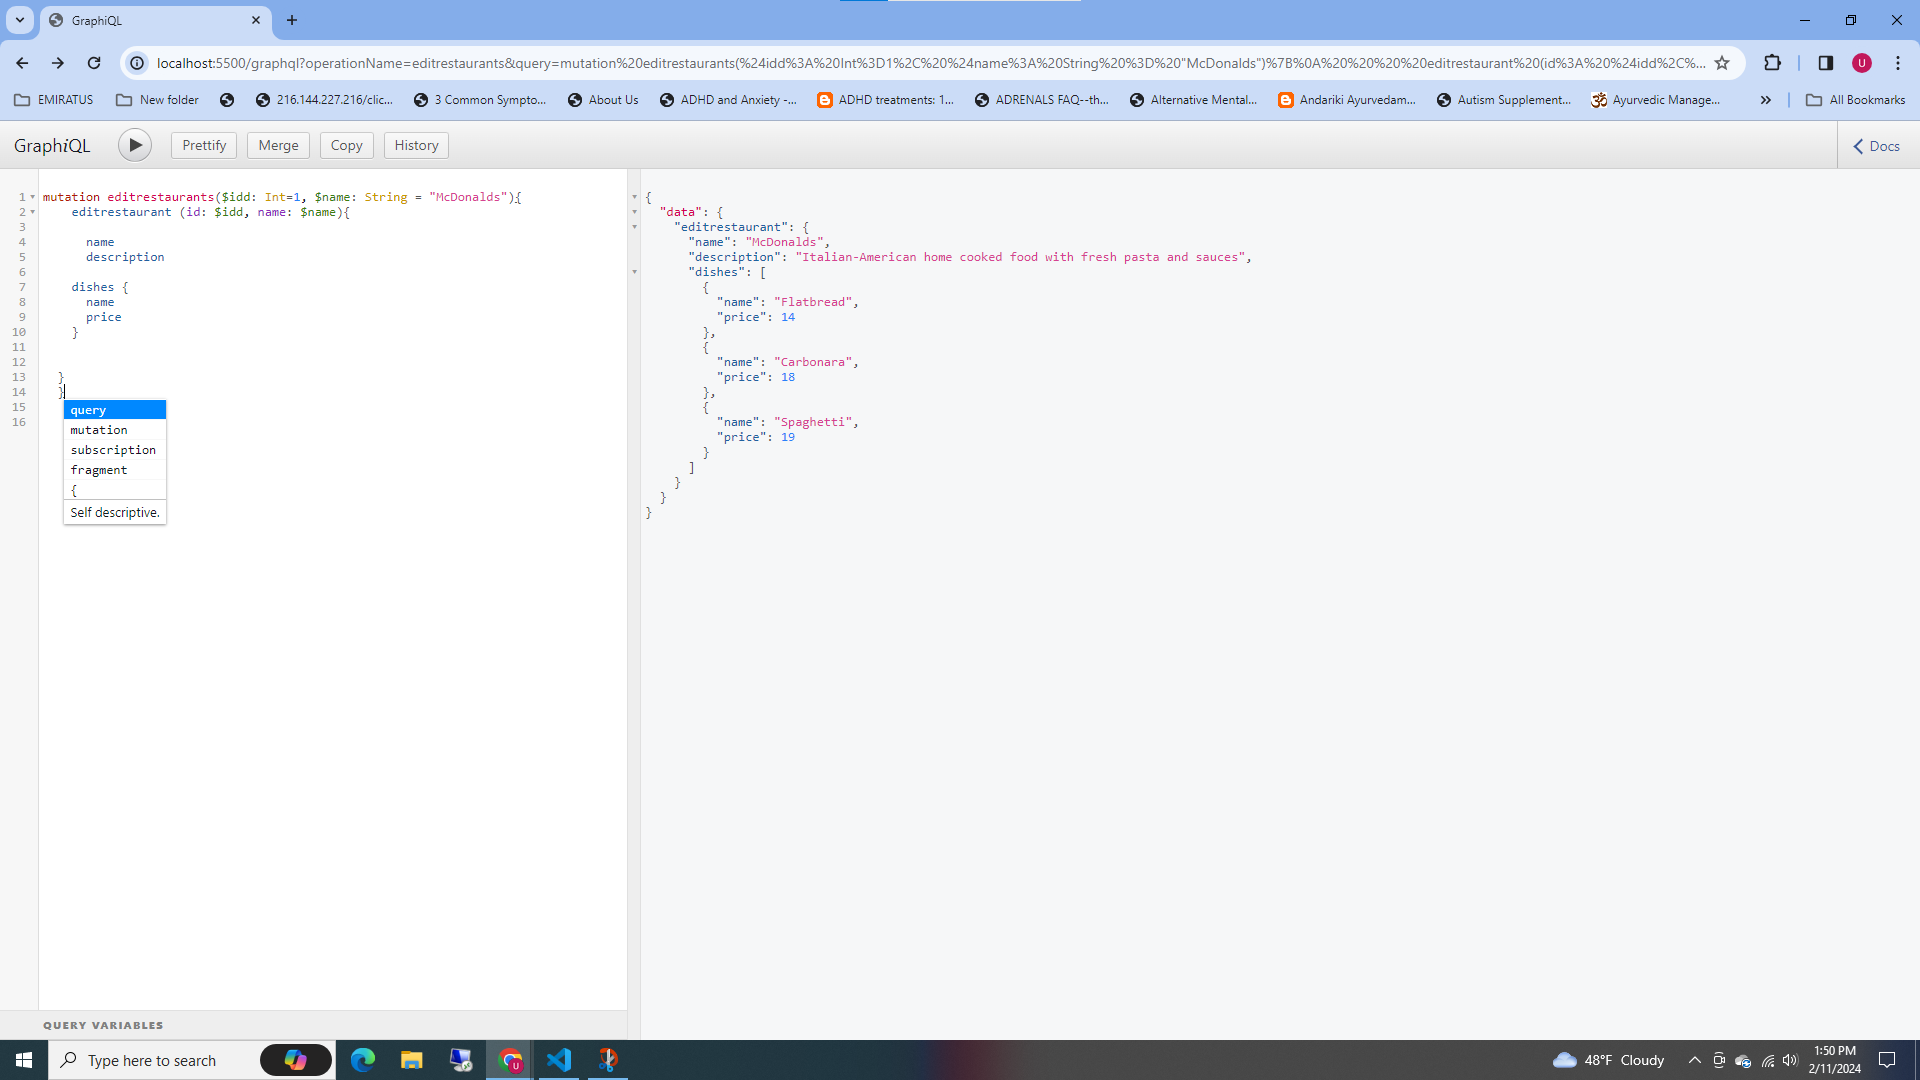 GraphiQL
localhost:5500/graphql?operationName=editrestaurants&query=mutation%20editrestaurants(%24idd%3A%20Int%3D1%2C%20%24name%3A%20String%20%3D%20"McDonalds")%7B%0A%20%20%20%20editrestaurant%20(id%3A%20%24idd%2C%...
EMIRATUS New folder 216.144.227.216/clic... 3 Common Sympto... About Us ADHD and Anxiety -... ADHD treatments: 1... ADRENALS FAQ--th... Alternative Mental... Andariki Ayurvedam... Autism Supplement... Ayurvedic Manage... » All Bookmarks
GraphiQL Prettify Merge Copy History Docs
1 mutation editrestaurants($idd: Int=1, $name: String = "McDonalds"){
2 editrestaurant (id: $idd, name: $name){
3
4 name
5 description
6
7 dishes {
8 name
9 price
10 }
11
12
13 }
14 }
15
16
query
mutation
subscription
fragment
{
Self descriptive.
{
"data": {
"editrestaurant": {
"name": "McDonalds",
"description": "Italian-American home cooked food with fresh pasta and sauces",
"dishes": [
{
"name": "Flatbread",
"price": 14
},
{
"name": "Carbonara",
"price": 18
},
{
"name": "Spaghetti",
"price": 19
}
]
}
}
}
QUERY VARIABLES
Type here to search
U
48°F Cloudy
1:50 PM
2/11/2024